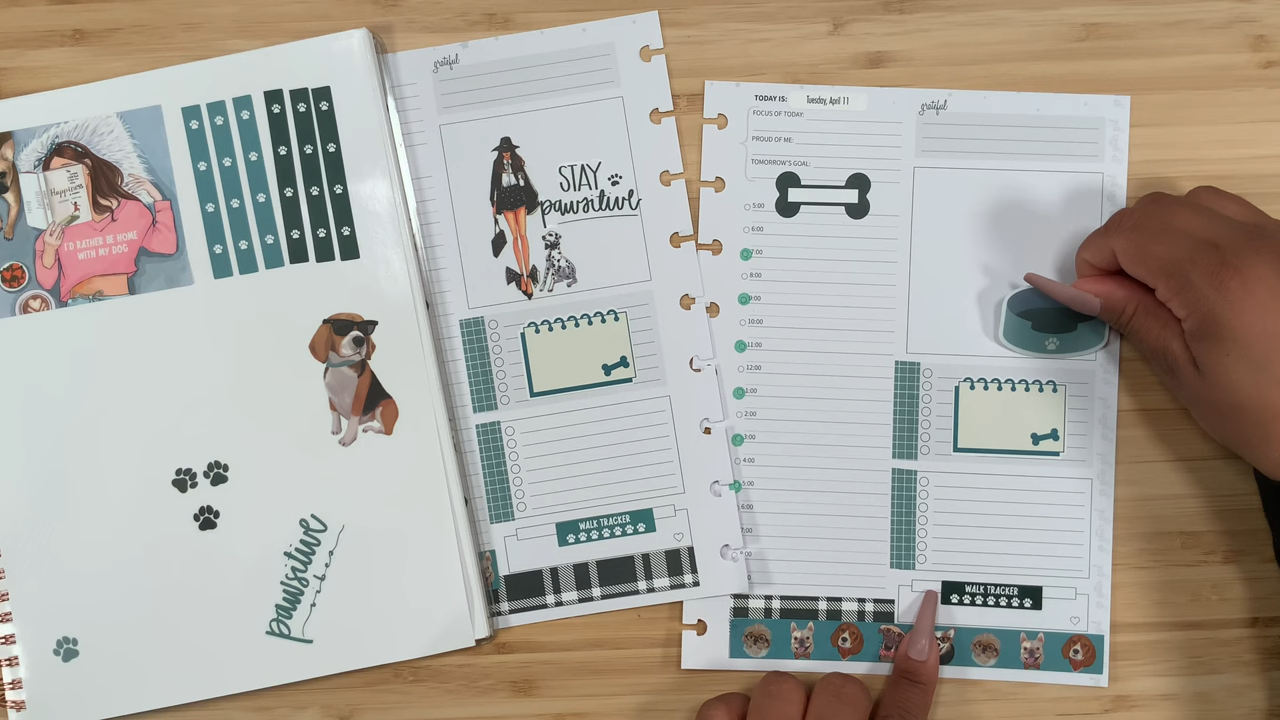 Happiness
I'D RATHER BE HOME
WITH MY DOG
pawsitive
vibes
grateful
STAY
pawsitive
WALK TRACKER
TODAY IS:
Tuesday, April 11
FOCUS OF TODAY:
PROUD OF ME:
TOMORROW'S GOAL:
5:00
6:00
7:00
8:00
9:00
10:00
11:00
12:00
1:00
2:00
3:00
4:00
5:00
6:00
7:00
grateful
WALK TRACKER